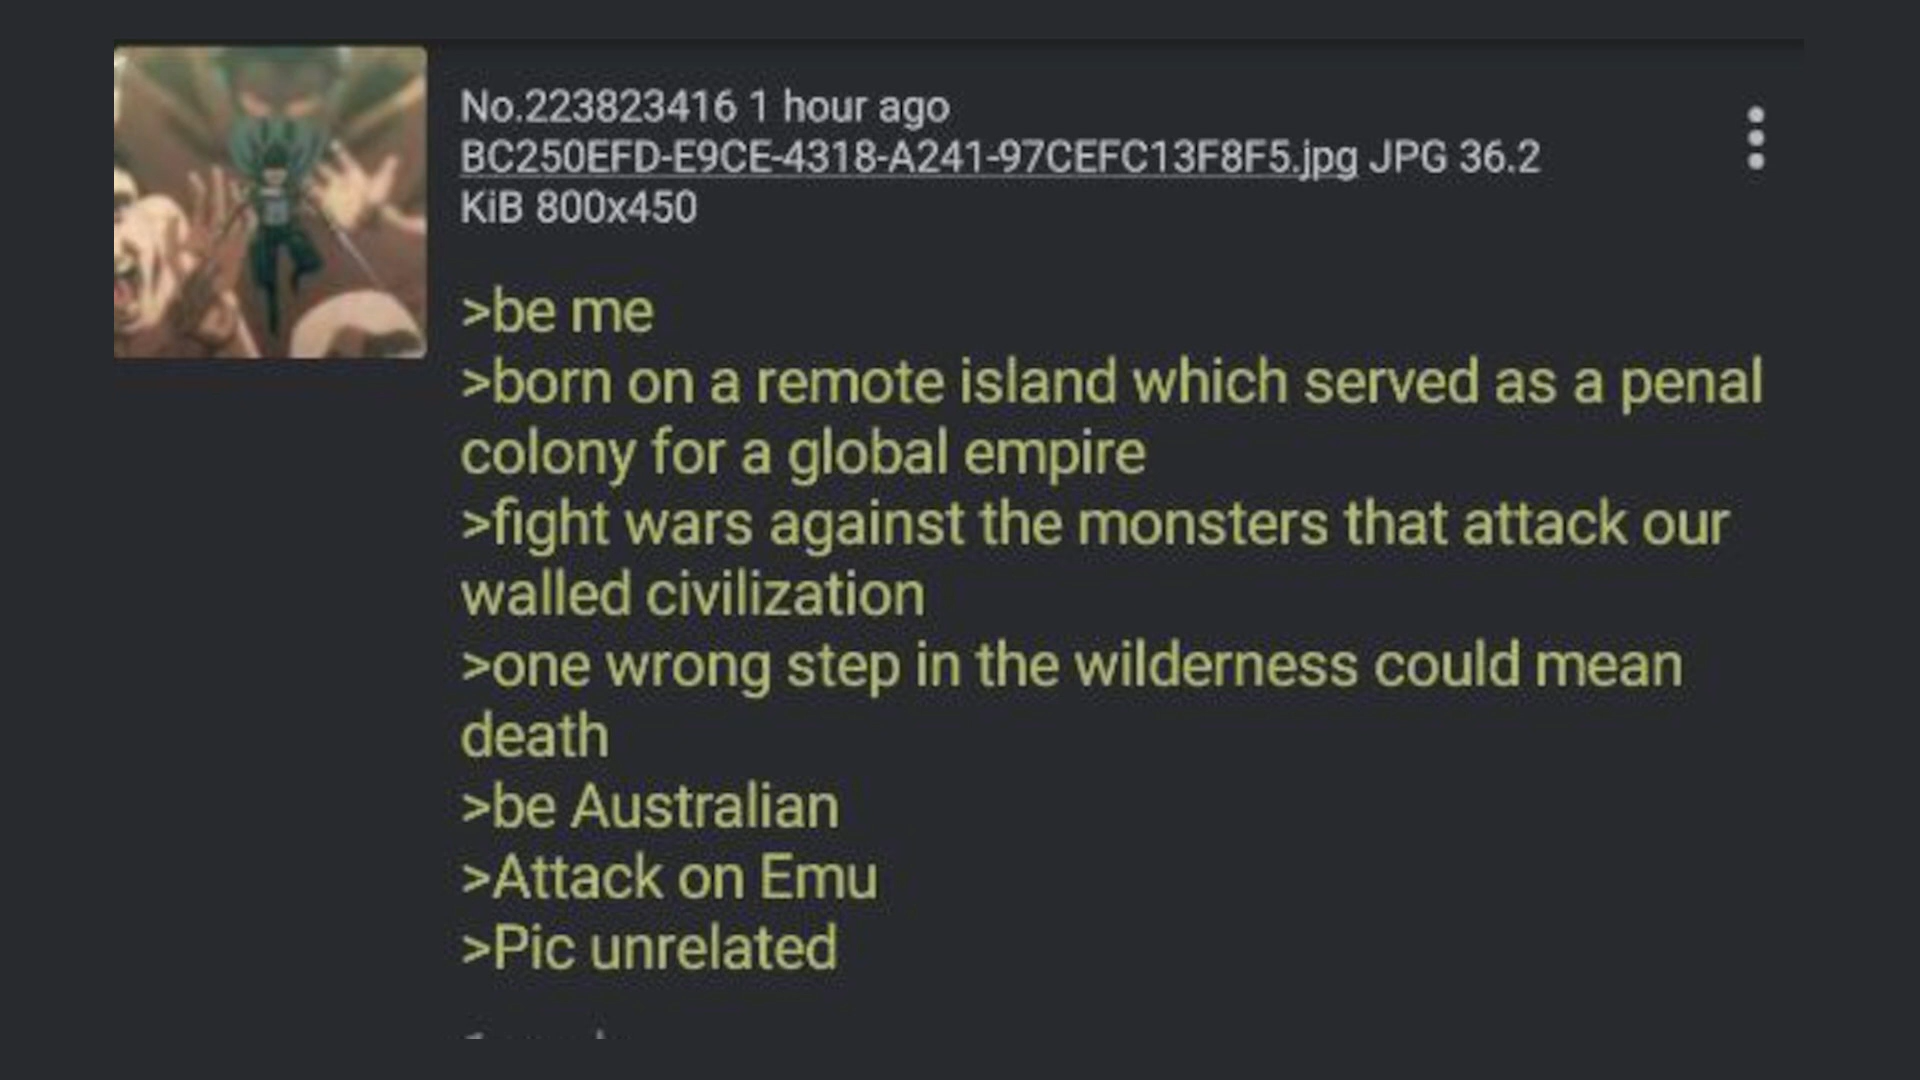 No.223823416 1 hour ago
BC250EFD-E9CE-4318-A241-97CEFC13F8F5.jpg JPG 36.2
KiB 800x450
>be me
>born on a remote island which served as a penal
colony for a global empire
>fight wars against the monsters that attack our
walled civilization
>one wrong step in the wilderness could mean
death
>be Australian
>Attack on Emu
>Pic unrelated